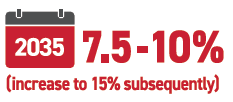 2035 7.5-10%
(increase to 15% subsequently)